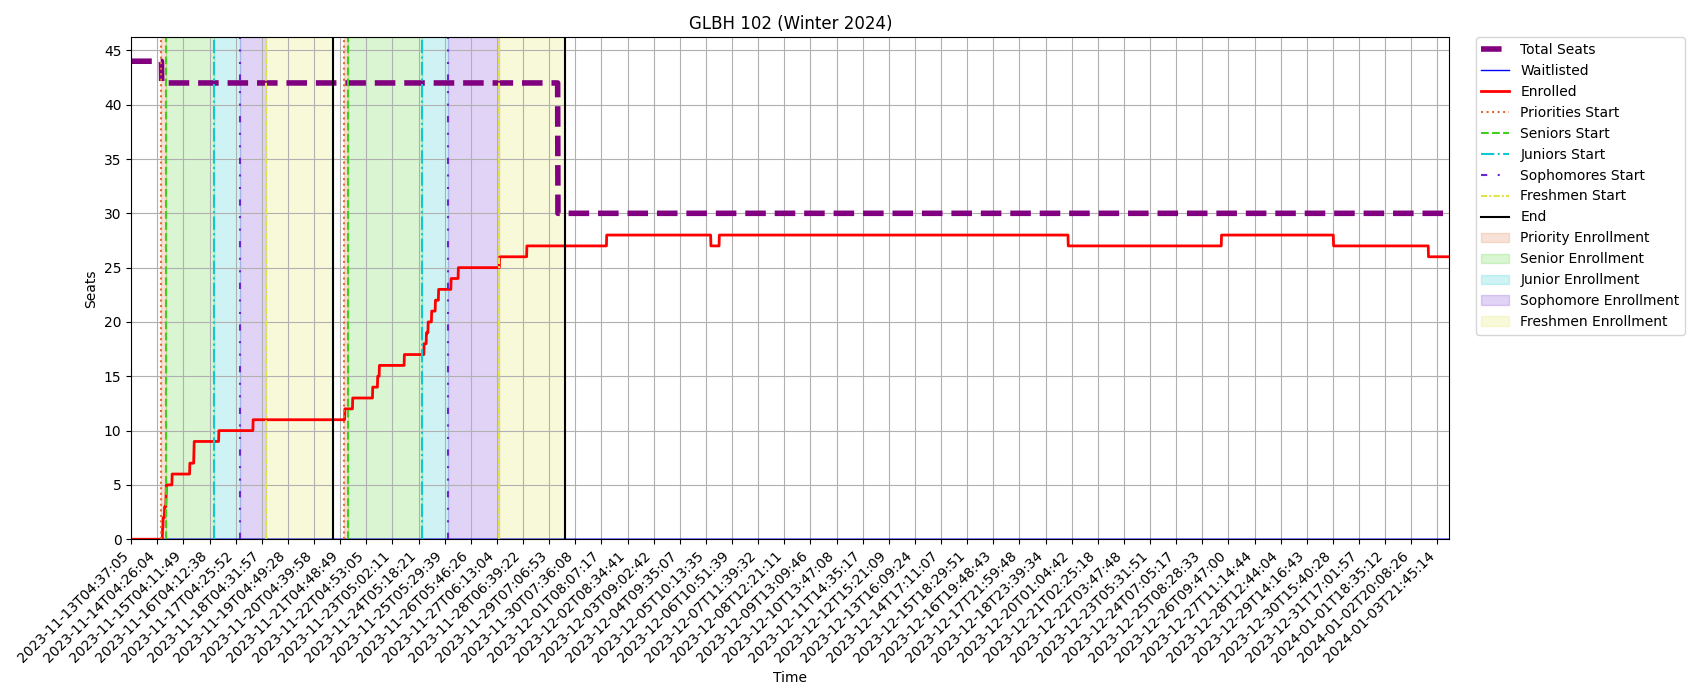 GLBH 102 (Winter 2024)
Seats
45
40
35
30
25
20
15
10
5
0
2023-11-13T04:37:05
2023-11-14T04:26:04
2023-11-15T04:11:49
2023-11-16T04:12:38
2023-11-17T04:25:52
2023-11-18T04:31:57
2023-11-19T04:49:28
2023-11-20T04:39:58
2023-11-21T04:48:49
2023-11-22T04:53:05
2023-11-23T05:02:11
2023-11-24T05:18:21
2023-11-25T05:29:39
2023-11-26T05:46:26
2023-11-27T06:13:04
2023-11-28T06:39:22
2023-11-29T07:06:53
2023-11-30T07:36:08
2023-12-01T08:07:17
2023-12-02T08:34:41
2023-12-03T09:02:42
2023-12-04T09:35:07
2023-12-05T10:13:35
2023-12-06T10:51:39
2023-12-07T11:39:32
2023-12-08T12:21:11
2023-12-09T13:09:46
2023-12-10T13:47:08
2023-12-11T14:35:17
2023-12-12T15:21:09
2023-12-13T16:09:24
2023-12-14T17:11:07
2023-12-15T18:29:51
2023-12-16T19:48:43
2023-12-17T21:59:48
2023-12-18T23:39:34
2023-12-20T01:04:42
2023-12-21T02:25:18
2023-12-22T03:47:48
2023-12-23T05:31:51
2023-12-24T07:05:17
2023-12-25T08:28:33
2023-12-26T09:47:00
2023-12-27T11:14:44
2023-12-28T12:44:04
2023-12-29T14:16:43
2023-12-30T15:40:28
2023-12-31T17:01:57
2024-01-01T18:35:12
2024-01-02T20:08:26
2024-01-03T21:45:14
Time
Total Seats
Waitlisted
Enrolled
Priorities Start
Seniors Start
Juniors Start
Sophomores Start
Freshmen Start
End
Priority Enrollment
Senior Enrollment
Junior Enrollment
Sophomore Enrollment
Freshmen Enrollment